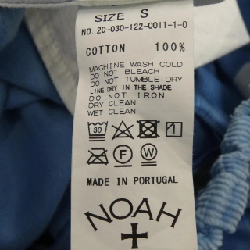 SIZE S
NO. 20-030-122-0011-1-0
COTTON 100%
MACHINE WASH COLD
DO NOT BLEACH
DO NOT TUMBLE DRY
LINE DRY IN THE SHADE
DO NOT IRON
DRY CLEAN
WET CLEAN
MADE IN PORTUGAL
NOAH